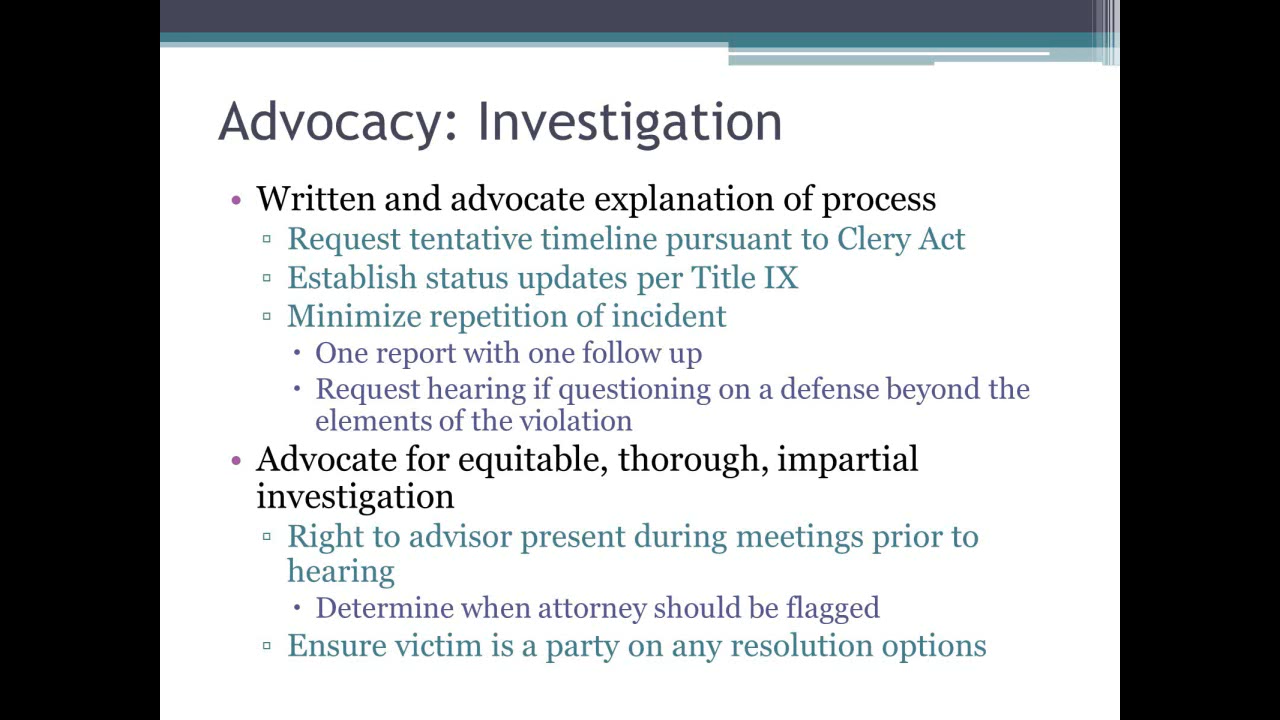 Advocacy: Investigation
• Written and advocate explanation of process
▫ Request tentative timeline pursuant to Clery Act
▫ Establish status updates per Title IX
▫ Minimize repetition of incident
▪ One report with one follow up
▪ Request hearing if questioning on a defense beyond the
elements of the violation
• Advocate for equitable, thorough, impartial
investigation
▫ Right to advisor present during meetings prior to
hearing
▪ Determine when attorney should be flagged
▫ Ensure victim is a party on any resolution options